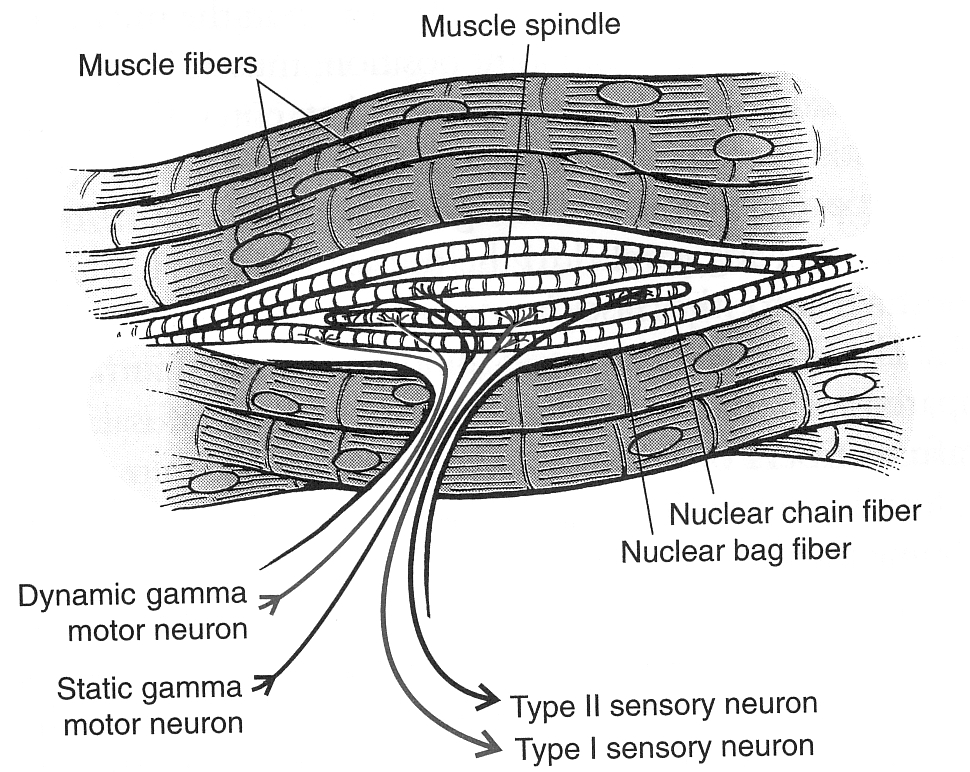 Muscle spindle
Muscle fibers
Nuclear chain fiber
Nuclear bag fiber
Dynamic gamma
motor neuron
Static gamma
motor neuron
Type II sensory neuron
Type I sensory neuron